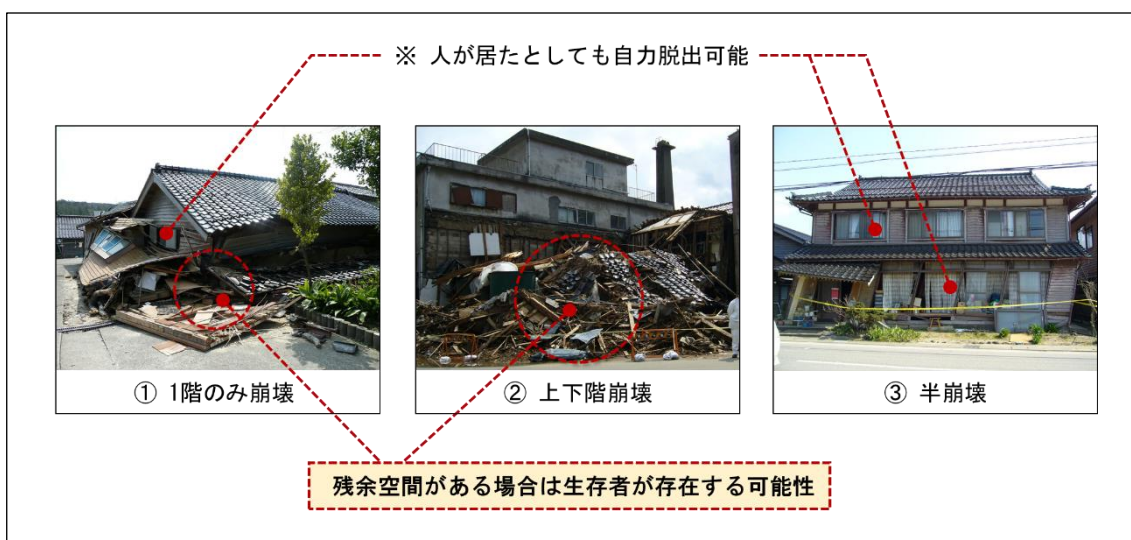 ※ 人が居たとしても自力脱出可能
① 1階のみ崩壊
② 上下階崩壊
③ 半崩壊
残余空間がある場合は生存者が存在する可能性